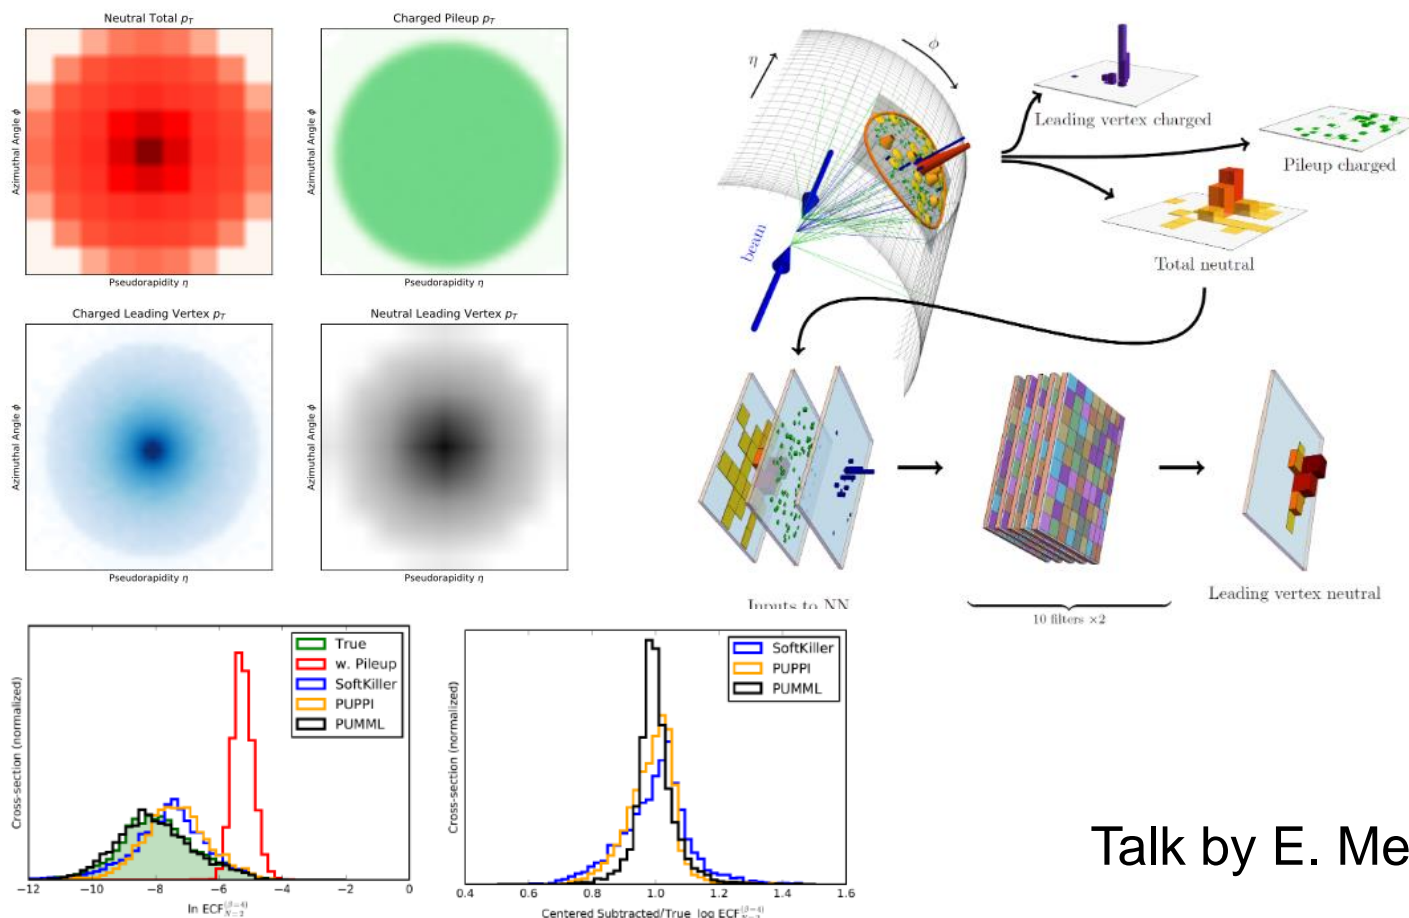 Neutral Total pT
Azimuthal Angle ϕ
Pseudorapidity η
Charged Pileup pT
Azimuthal Angle ϕ
Pseudorapidity η
Charged Leading Vertex pT
Azimuthal Angle ϕ
Pseudorapidity η
Neutral Leading Vertex pT
Azimuthal Angle ϕ
Pseudorapidity η
η
ϕ
beam
Leading vertex charged
Pileup charged
Total neutral
Inputs to NN
10 filters ×2
Leading vertex neutral
True
w. Pileup
SoftKiller
PUPPI
PUMML
Cross-section (normalized)
−12 −10 −8 −6 −4 −2 0
ln ECF(β=4)N=2
SoftKiller
PUPPI
PUMML
Cross-section (normalized)
0.4 0.6 0.8 1.0 1.2 1.4 1.6
Centered Subtracted/True log ECF(β=4)N=2
Talk by E. Me